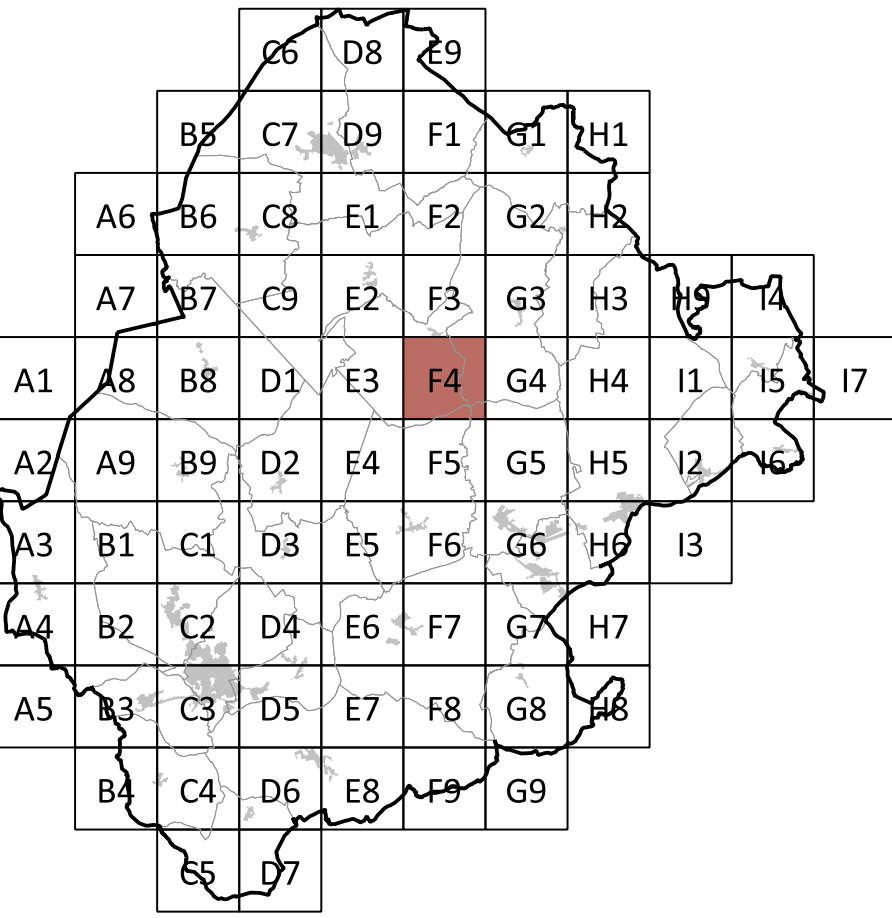 C6 D8 E9
B5 C7 D9 F1 G1 H1
A6 B6 C8 E1 F2 G2 H2
A7 B7 C9 E2 F3 G3 H3 H9 I4
A1 A8 B8 D1 E3 F4 G4 H4 I1 I5 I7
A2 A9 B9 D2 E4 F5 G5 H5 I2 I6
A3 B1 C1 D3 E5 F6 G6 H6 I3
A4 B2 C2 D4 E6 F7 G7 H7
A5 B3 C3 D5 E7 F8 G8 H8
B4 C4 D6 E8 F9 G9
C5 D7